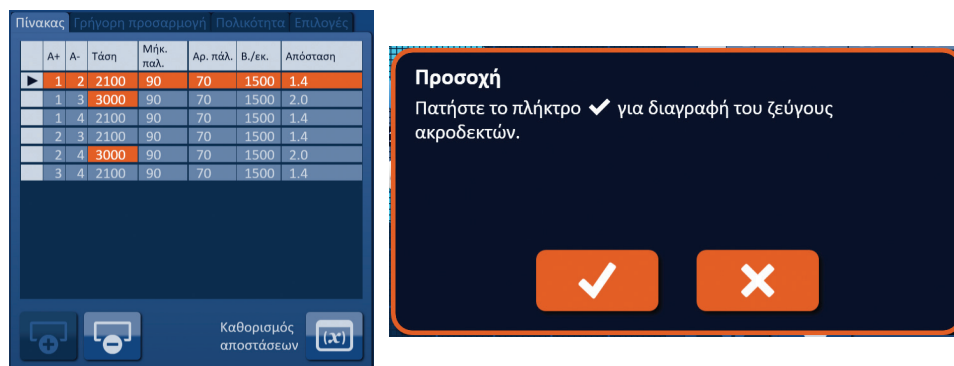 Πίνακας Γρήγορη προσαρμογή Πολικότητα Επιλογές
A+ A- Τάση Μήκ. παλ. Αρ. πάλ. Β./εκ. Απόσταση
1 2 2100 90 70 1500 1.4
1 3 3000 90 70 1500 2.0
1 4 2100 90 70 1500 1.4
2 3 2100 90 70 1500 1.4
2 4 3000 90 70 1500 2.0
3 4 2100 90 70 1500 1.4
Καθορισμός
αποστάσεων
(x)
Προσοχή
Πατήστε το πλήκτρο ✔ για διαγραφή του ζεύγους
ακροδεκτών.